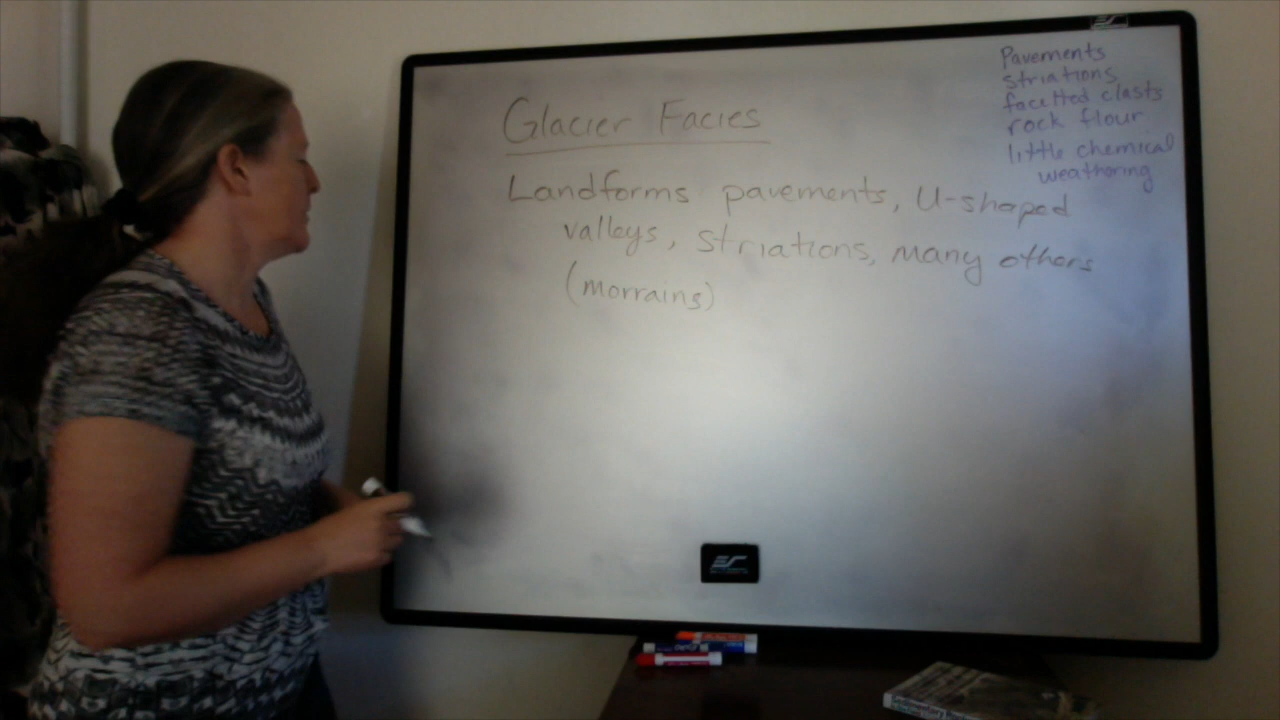 Glacier Facies
Landforms pavements, U-shaped
valleys, striations, many others
(morrains)
Pavements
striations
facetted clasts
rock flour
little chemical
weathering
ES